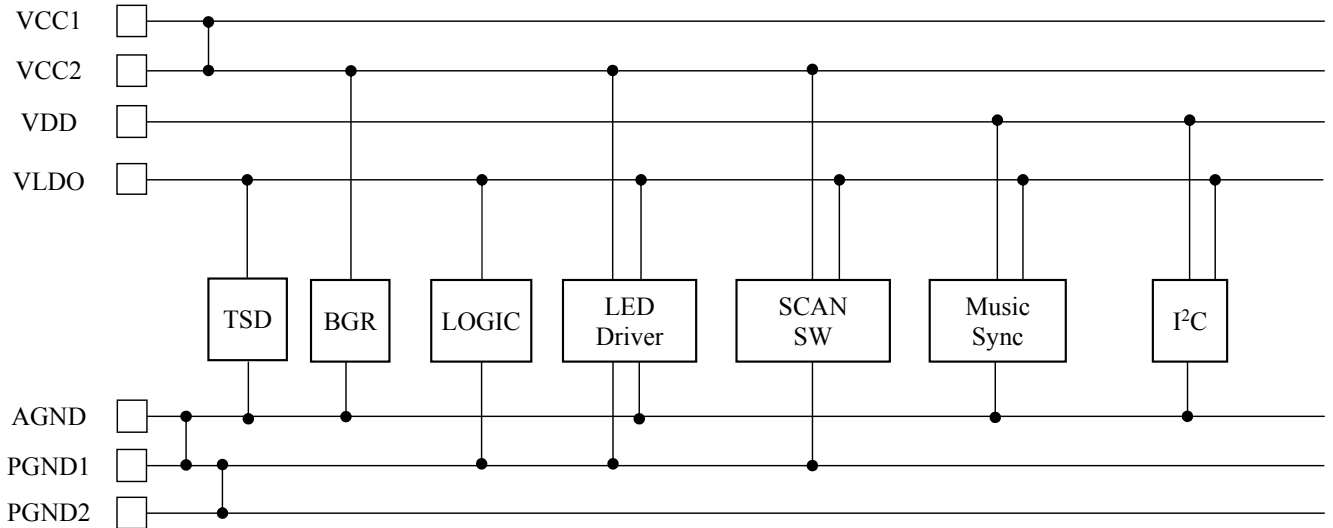 VCC1
VCC2
VDD
VLDO
TSD
BGR
LOGIC
LED
Driver
SCAN
SW
Music
Sync
I²C
AGND
PGND1
PGND2